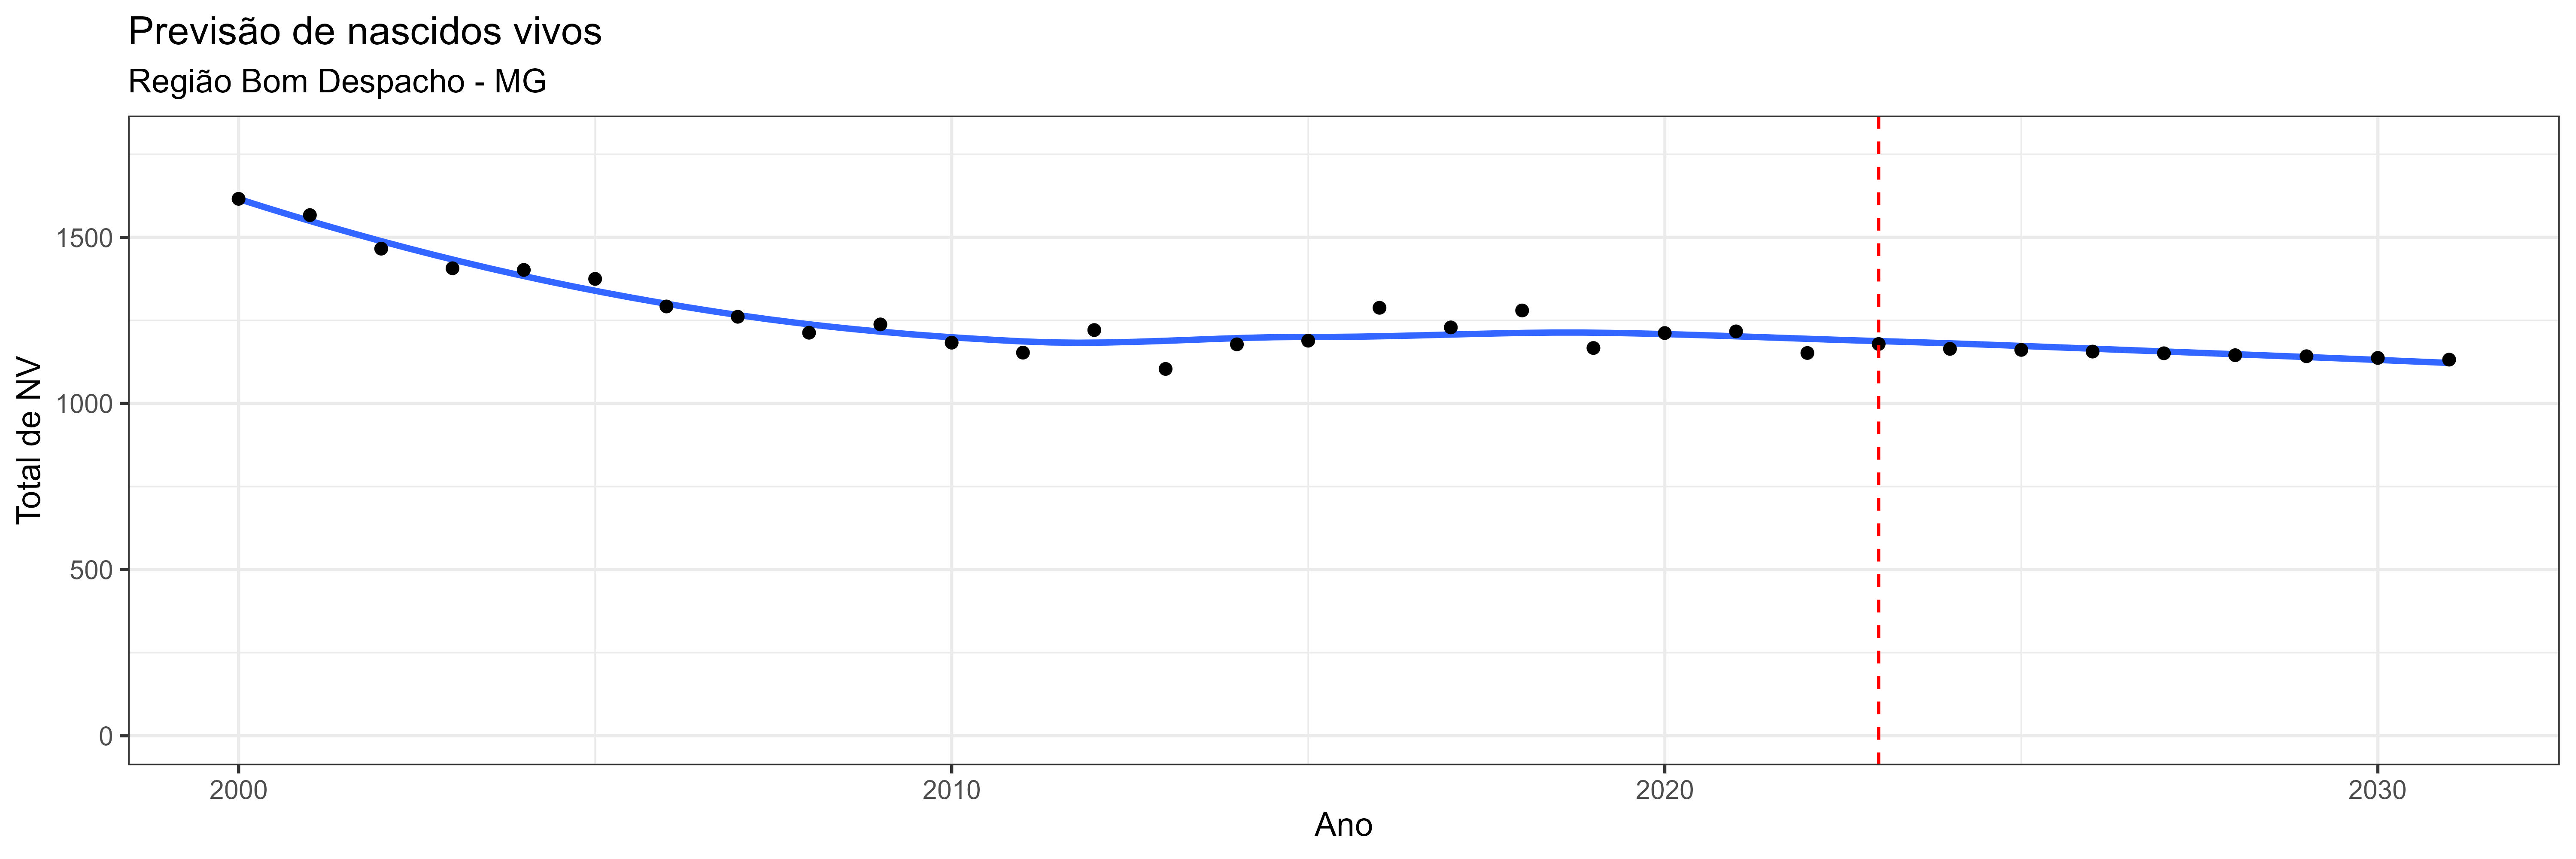 Previsão de nascidos vivos
Região Bom Despacho - MG
Total de NV
1500
1000
500
0
2000
2010
2020
2030
Ano